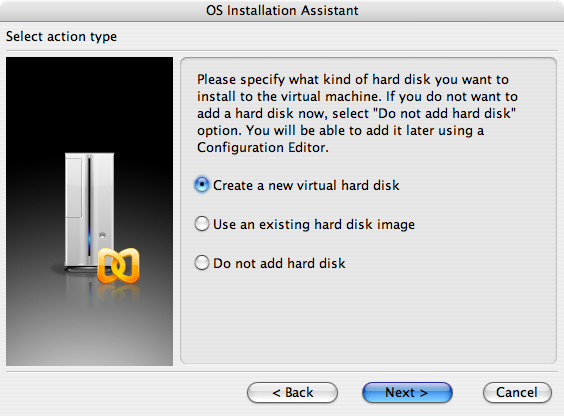 OS Installation Assistant
Select action type
Please specify what kind of hard disk you want to
install to the virtual machine. If you do not want to
add a hard disk now, select "Do not add hard disk"
option. You will be able to add it later using a
Configuration Editor.
Create a new virtual hard disk
Use an existing hard disk image
Do not add hard disk
< Back
Next >
Cancel